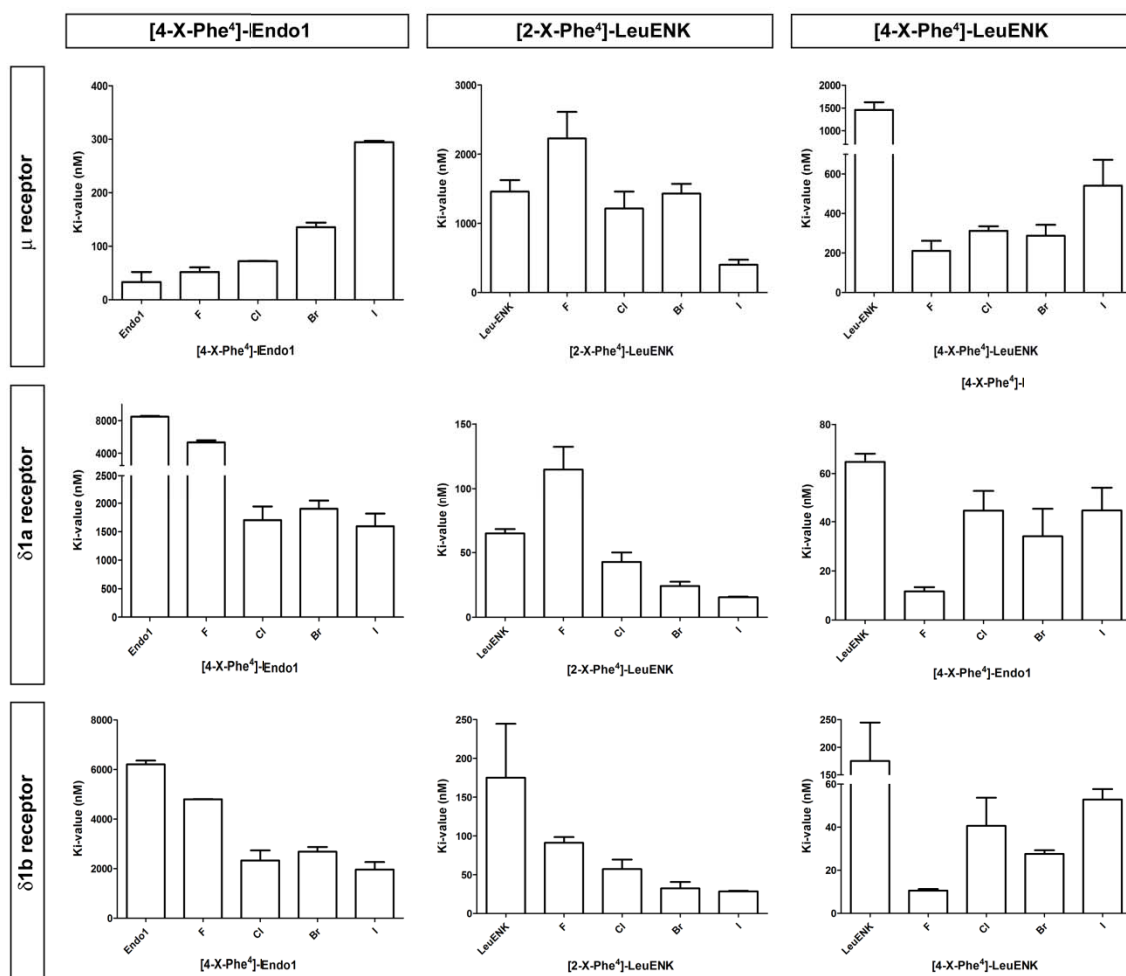 [4-X-Phe4]-Endo1
[2-X-Phe4]-LeuENK
[4-X-Phe4]-LeuENK
μ receptor
Ki-value (nM)
400
300
200
100
0
Endo1
F
Cl
Br
I
[4-X-Phe4]-Endo1
Ki-value (nM)
3000
2000
1000
0
Leu-ENK
F
Cl
Br
I
[2-X-Phe4]-LeuENK
Ki-value (nM)
1500
1000
600
400
200
0
Leu-ENK
F
Cl
Br
I
[4-X-Phe4]-LeuENK
[4-X-Phe4]-
δ1a receptor
Ki-value (nM)
8000
4000
2500
2000
1500
1000
500
0
Endo1
F
Cl
Br
I
[4-X-Phe4]-Endo1
Ki-value (nM)
150
100
50
0
LeuENK
F
Cl
Br
I
[2-X-Phe4]-LeuENK
Ki-value (nM)
80
60
40
20
0
LeuENK
F
Cl
Br
I
[4-X-Phe4]-Endo1
δ1b receptor
Ki-value (nM)
8000
6000
4000
2000
0
Endo1
F
Cl
Br
I
[4-X-Phe4]-Endo1
Ki-value (nM)
250
200
150
100
50
0
LeuENK
F
Cl
Br
I
[2-X-Phe4]-LeuENK
Ki-value (nM)
250
200
150
60
40
20
0
LeuENK
F
Cl
Br
I
[4-X-Phe4]-LeuENK